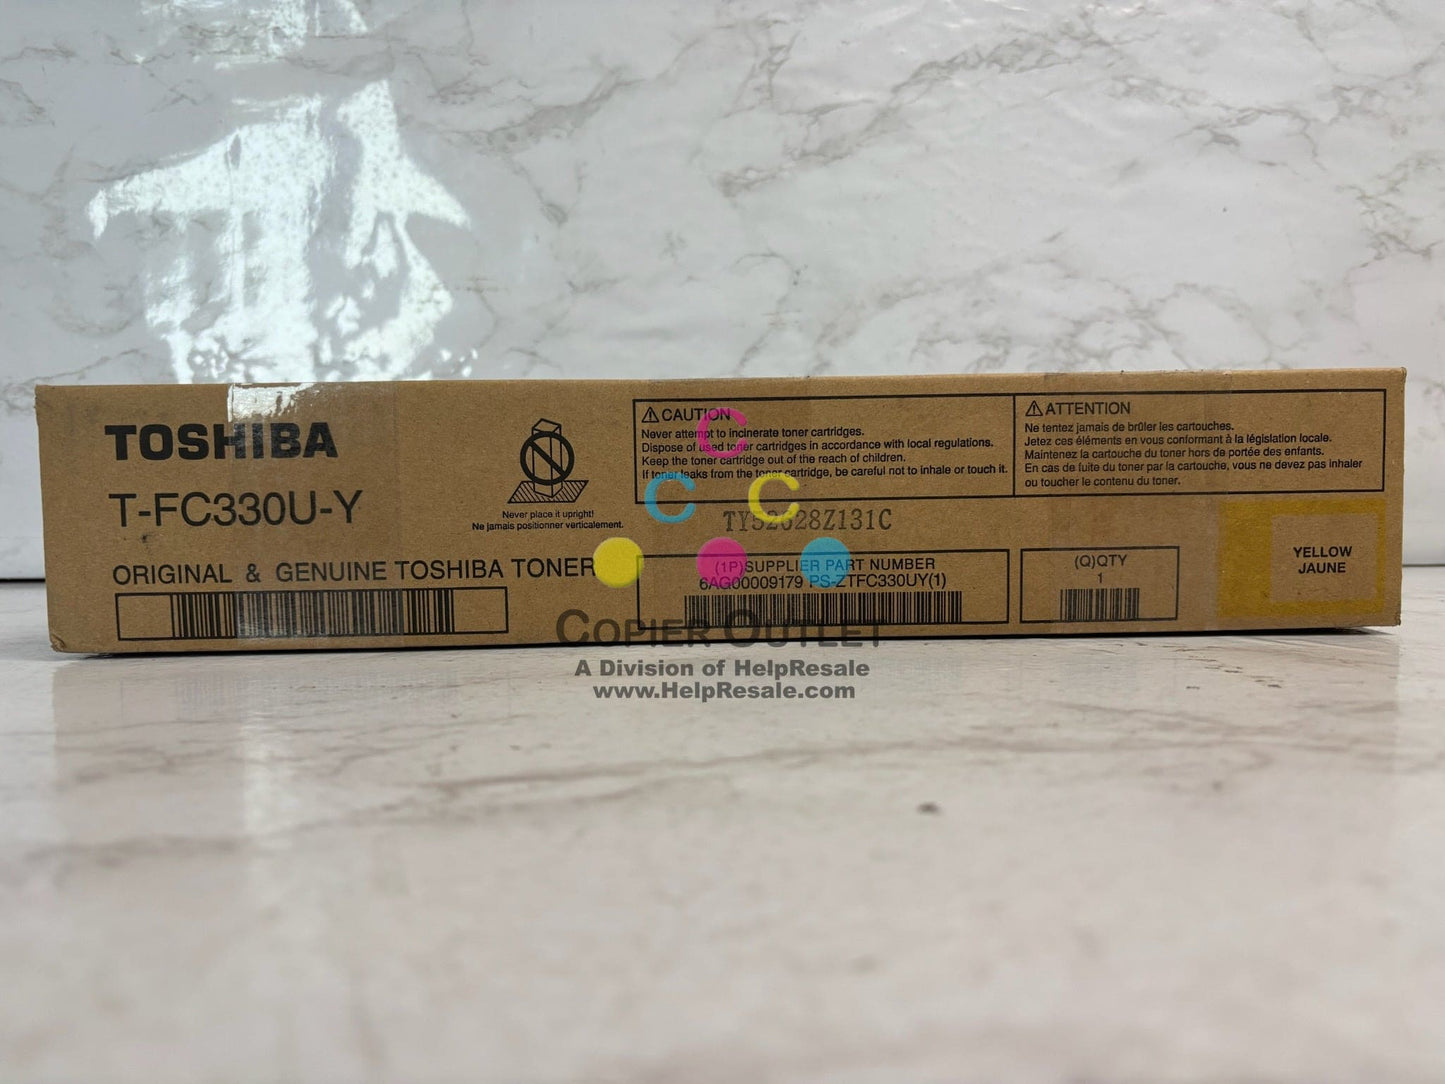 TOSHIBA
T-FC330U-Y
ORIGINAL & GENUINE TOSHIBA TONER
Never place it upright!
Ne jamais positionner verticalement.
⚠CAUTION
Never attempt to incinerate toner cartridges.
Dispose of used toner cartridges in accordance with local regulations.
Keep the toner cartridge out of the reach of children.
If toner leaks from the toner cartridge, be careful not to inhale or touch it.
⚠ATTENTION
Ne tentez jamais de brûler les cartouches.
Jetez ces éléments en vous conformant à la législation locale.
Maintenez la cartouche du toner hors de portée des enfants.
En cas de fuite du toner par la cartouche, vous ne devez pas inhaler
ou toucher le contenu du toner.
C
C C
TY52628Z131C
(1P)SUPPLIER PART NUMBER
6AG00009179 PS-ZTFC330UY(1)
(Q)QTY
1
YELLOW
JAUNE
COPIER OUTLET
A Division of HelpResale
www.HelpResale.com